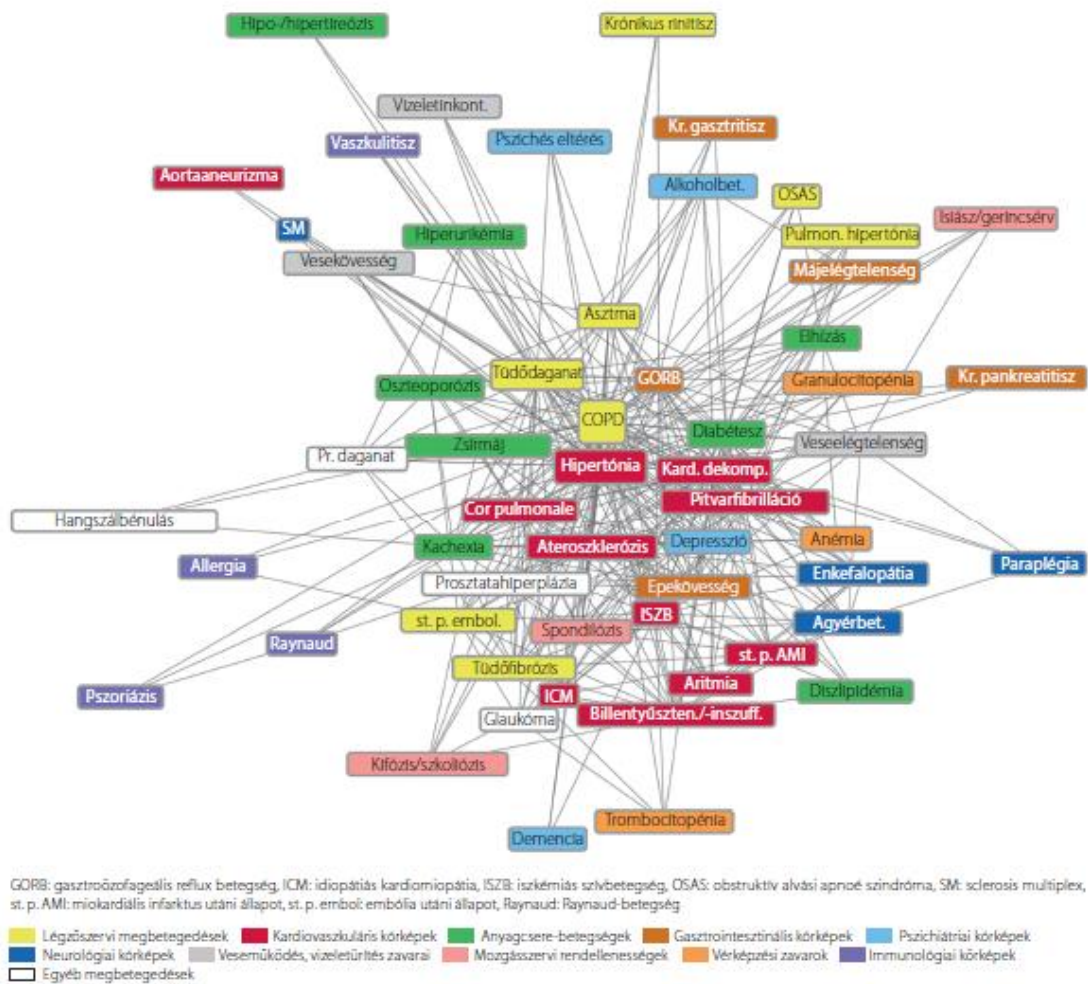 Hipo-/hipertireózis
Krónikus rinitisz
Vizeletinkont.
Vaszkulitisz
Pszichés eltérés
Kr. gasztritisz
Aortaaneurizma
Alkoholbet.
OSAS
Isiász/gerincsérv
SM
Hiperurikémia
Pulmon. hipertónia
Vesekövesség
Májelégtelenség
Asztma
Elhízás
Tüdődaganat
GORB
Oszteoporózis
Granulocitopénia
Kr. pankreatitisz
COPD
Diabétesz
Zsírmáj
Veseelégtelenség
Pr. daganat
Hipertónia
Kard. dekomp.
Pitvarfibrilláció
Cor pulmonale
Hangszálbénulás
Kachexia
Ateroszklerózis
Depresszió
Anémia
Allergia
Enkefalopátia
Paraplégia
Prosztatahiperplázia
Epekövesség
st. p. embol.
ISZB
Agyérbet.
Spondilózis
Raynaud
st. p. AMI
Tüdőfibrózis
Aritmia
Pszoriázis
ICM
Diszlipidémia
Glaukóma
Billentyűszten./-inszuff.
Kifózis/szkoliózis
Trombocitopénia
Demencia
GORB: gasztroözofageális reflux betegség, ICM: idiopátiás kardiomiopátia, ISZB: iszkémiás szívbetegség, OSAS: obstruktív alvási apnoé szindróma, SM: sclerosis multiplex,
st. p. AMI: miokardiális infarktus utáni állapot, st. p. embol: embólia utáni állapot, Raynaud: Raynaud-betegség
Légzőszervi megbetegedések Kardiovaszkuláris kórképek Anyagcsere-betegségek Gasztrointesztinális kórképek Pszichiátriai kórképek
Neurológiai kórképek Veseműködés, vizeletürítés zavarai Mozgásszervi rendellenességek Vérképzési zavarok Immunológiai kórképek
Egyéb megbetegedések